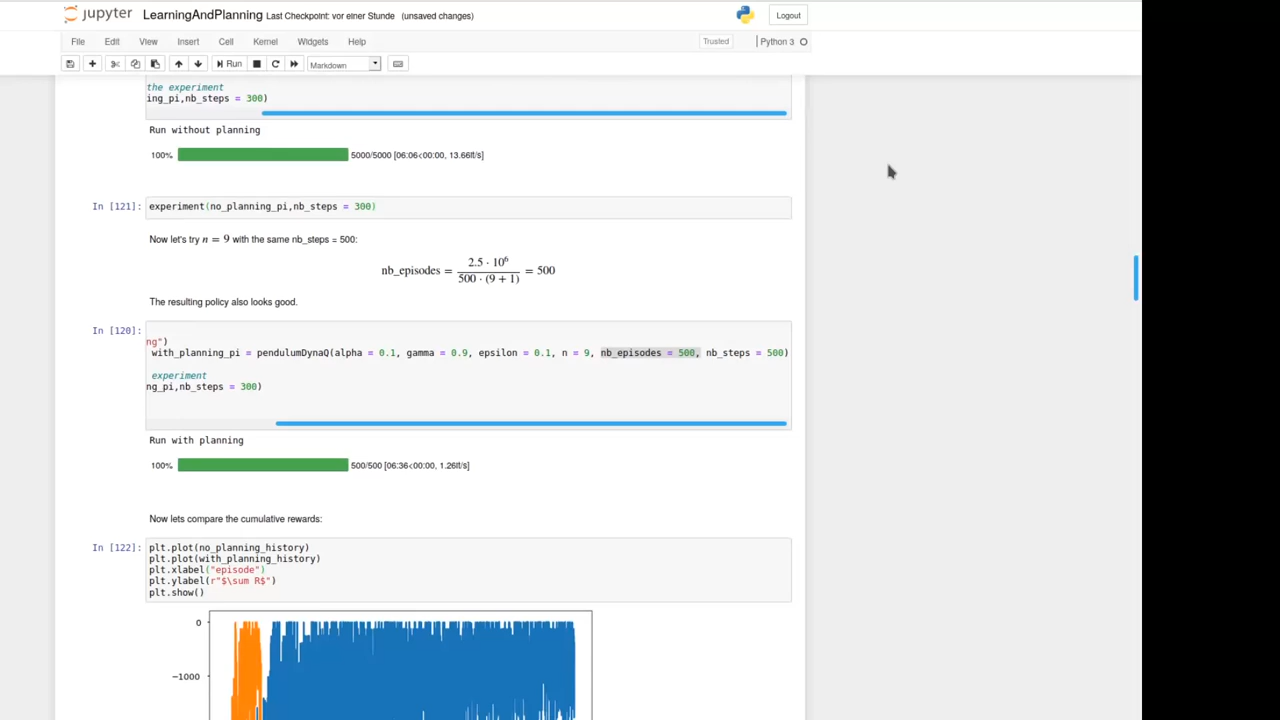 jupyter LearningAndPlanning Last Checkpoint: vor einer Stunde (unsaved changes)
Logout
File Edit View Insert Cell Kernel Widgets Help
Trusted
Python 3
Run
Markdown
the experiment
ing_pi,nb_steps = 300)
Run without planning
100% 5000/5000 [06:06<00:00, 13.66it/s]
In [121]: experiment(no_planning_pi,nb_steps = 300)
Now let's try n = 9 with the same nb_steps = 500:
nb_episodes = 2.5 · 10⁶ / 500 · (9 + 1) = 500
The resulting policy also looks good.
In [120]:
ng")
with_planning_pi = pendulumDynaQ(alpha = 0.1, gamma = 0.9, epsilon = 0.1, n = 9, nb_episodes = 500, nb_steps = 500)
experiment
ng_pi,nb_steps = 300)
Run with planning
100% 500/500 [06:36<00:00, 1.26it/s]
Now lets compare the cumulative rewards:
In [122]: plt.plot(no_planning_history)
plt.plot(with_planning_history)
plt.xlabel("episode")
plt.ylabel(r"$\sum R$")
plt.show()
0
−1000